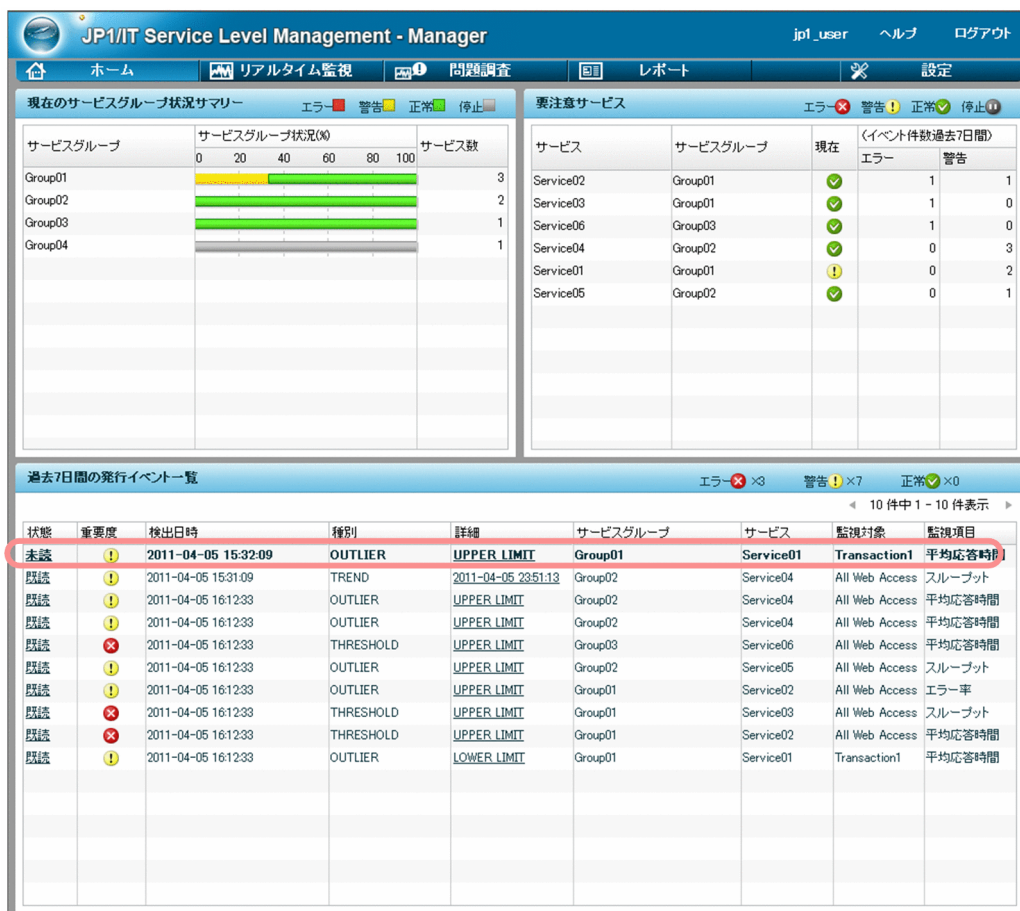 JP1/IT Service Level Management - Manager jp1_user ヘルプ ログアウト
ホーム リアルタイム監視 問題調査 レポート 設定
現在のサービスグループ状況サマリー エラー 警告 正常 停止
サービスグループ サービスグループ状況(%) サービス数
0 20 40 60 80 100
Group01 3
Group02 2
Group03 1
Group04 1
要注意サービス エラー 警告 正常 停止
サービス サービスグループ 現在 (イベント件数過去7日間)
エラー 警告
Service02 Group01 1 1
Service03 Group01 1 0
Service06 Group03 1 0
Service04 Group02 0 3
Service01 Group01 0 2
Service05 Group02 0 1
過去7日間の発行イベント一覧 エラー ×3 警告 ×7 正常 ×0
10 件中 1 - 10 件表示
状態 重要度 検出日時 種別 詳細 サービスグループ サービス 監視対象 監視項目
未読 2011-04-05 15:32:09 OUTLIER UPPER LIMIT Group01 Service01 Transaction1 平均応答時間
既読 2011-04-05 15:31:09 TREND 2011-04-05 23:51:13 Group02 Service04 All Web Access スループット
既読 2011-04-05 16:12:33 OUTLIER UPPER LIMIT Group02 Service04 All Web Access 平均応答時間
既読 2011-04-05 16:12:33 OUTLIER UPPER LIMIT Group02 Service04 All Web Access 平均応答時間
既読 2011-04-05 16:12:33 THRESHOLD UPPER LIMIT Group03 Service06 All Web Access 平均応答時間
既読 2011-04-05 16:12:33 OUTLIER UPPER LIMIT Group02 Service05 All Web Access スループット
既読 2011-04-05 16:12:33 OUTLIER UPPER LIMIT Group01 Service02 All Web Access エラー率
既読 2011-04-05 16:12:33 THRESHOLD UPPER LIMIT Group01 Service03 All Web Access スループット
既読 2011-04-05 16:12:33 THRESHOLD UPPER LIMIT Group01 Service02 All Web Access 平均応答時間
既読 2011-04-05 16:12:33 OUTLIER LOWER LIMIT Group01 Service01 Transaction1 平均応答時間